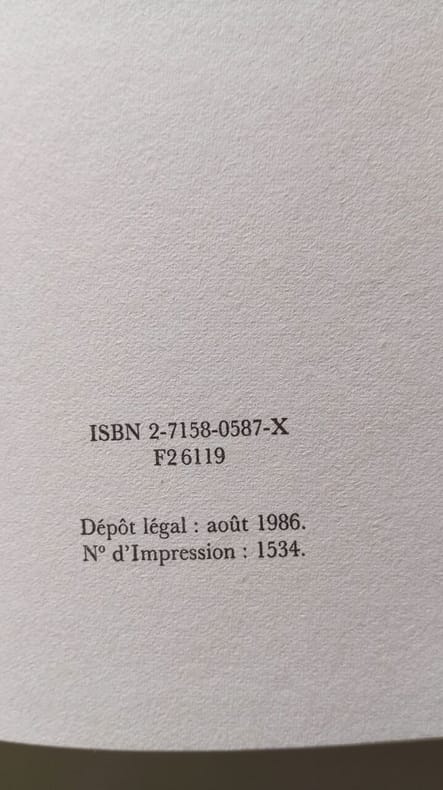 ISBN 2-7158-0587-X
F2 6119
Dépôt légal : août 1986.
Nº d'Impression : 1534.